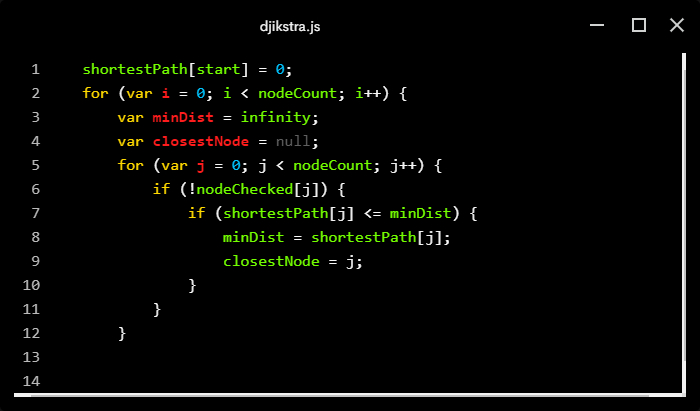 djikstra.js
1 shortestPath[start] = 0;
2 for (var i = 0; i < nodeCount; i++) {
3 var minDist = infinity;
4 var closestNode = null;
5 for (var j = 0; j < nodeCount; j++) {
6 if (!nodeChecked[j]) {
7 if (shortestPath[j] <= minDist) {
8 minDist = shortestPath[j];
9 closestNode = j;
10 }
11 }
12 }
13
14